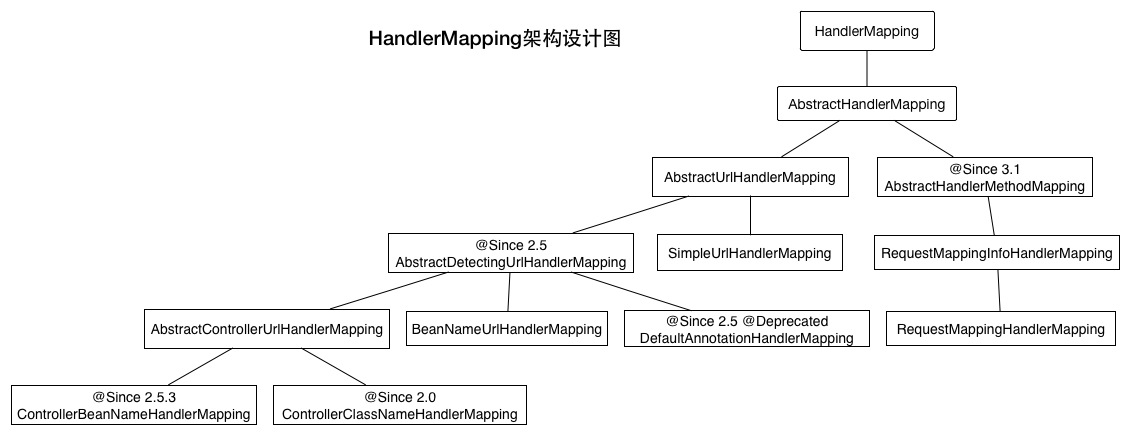 HandlerMapping架构设计图
HandlerMapping
AbstractHandlerMapping
AbstractUrlHandlerMapping
@Since 3.1
AbstractHandlerMethodMapping
@Since 2.5
AbstractDetectingUrlHandlerMapping
SimpleUrlHandlerMapping
RequestMappingInfoHandlerMapping
AbstractControllerUrlHandlerMapping
BeanNameUrlHandlerMapping
@Since 2.5 @Deprecated
DefaultAnnotationHandlerMapping
RequestMappingHandlerMapping
@Since 2.5.3
ControllerBeanNameHandlerMapping
@Since 2.0
ControllerClassNameHandlerMapping